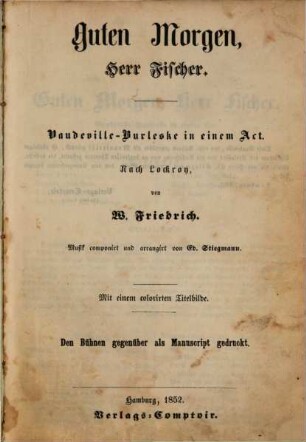 Guten Morgen,
Herr Fischer.
Vaudeville-Burleske in einem Act.
Nach Lockroy,
von
W. Friedrich.
Musik componirt und arrangirt von Ed. Stiegmann.
Mit einem colorirten Titelbilde.
Den Bühnen gegenüber als Manuscript gedruckt.
Hamburg, 1852.
Verlags-Comptoir.